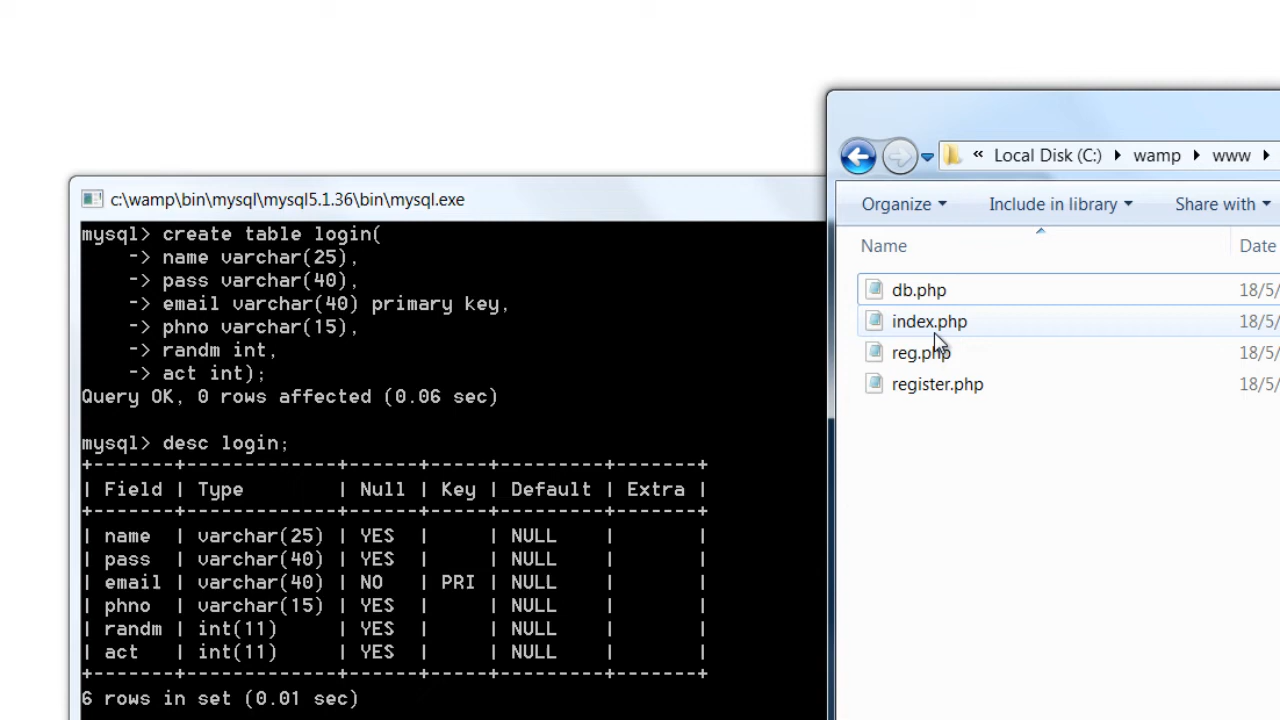 c:\wamp\bin\mysql\mysql5.1.36\bin\mysql.exe
mysql> create table login(
    -> name varchar(25),
    -> pass varchar(40),
    -> email varchar(40) primary key,
    -> phno varchar(15),
    -> randm int,
    -> act int);
Query OK, 0 rows affected (0.06 sec)
mysql> desc login;
+-------+-------------+------+-----+---------+-------+
| Field | Type        | Null | Key | Default | Extra |
+-------+-------------+------+-----+---------+-------+
| name  | varchar(25) | YES  |     | NULL    |       |
| pass  | varchar(40) | YES  |     | NULL    |       |
| email | varchar(40) | NO   | PRI | NULL    |       |
| phno  | varchar(15) | YES  |     | NULL    |       |
| randm | int(11)     | YES  |     | NULL    |       |
| act   | int(11)     | YES  |     | NULL    |       |
+-------+-------------+------+-----+---------+-------+
6 rows in set (0.01 sec)
« Local Disk (C:) wamp www
Organize Include in library Share with
Name Date
db.php 18/5/
index.php 18/5/
reg.php 18/5/
register.php 18/5/